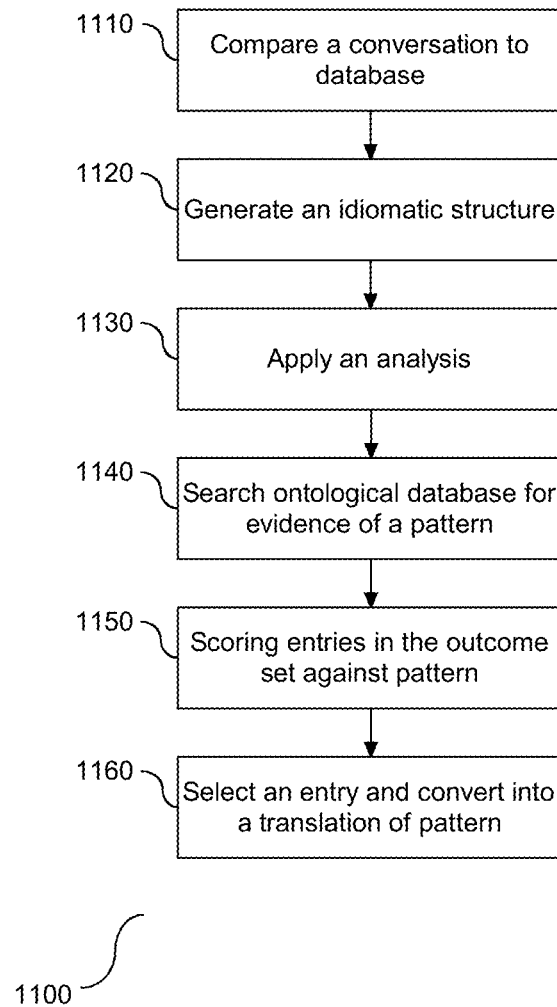 1110
Compare a conversation to
database
1120
Generate an idiomatic structure
1130
Apply an analysis
1140
Search ontological database for
evidence of a pattern
1150
Scoring entries in the outcome
set against pattern
1160
Select an entry and convert into
a translation of pattern
1100